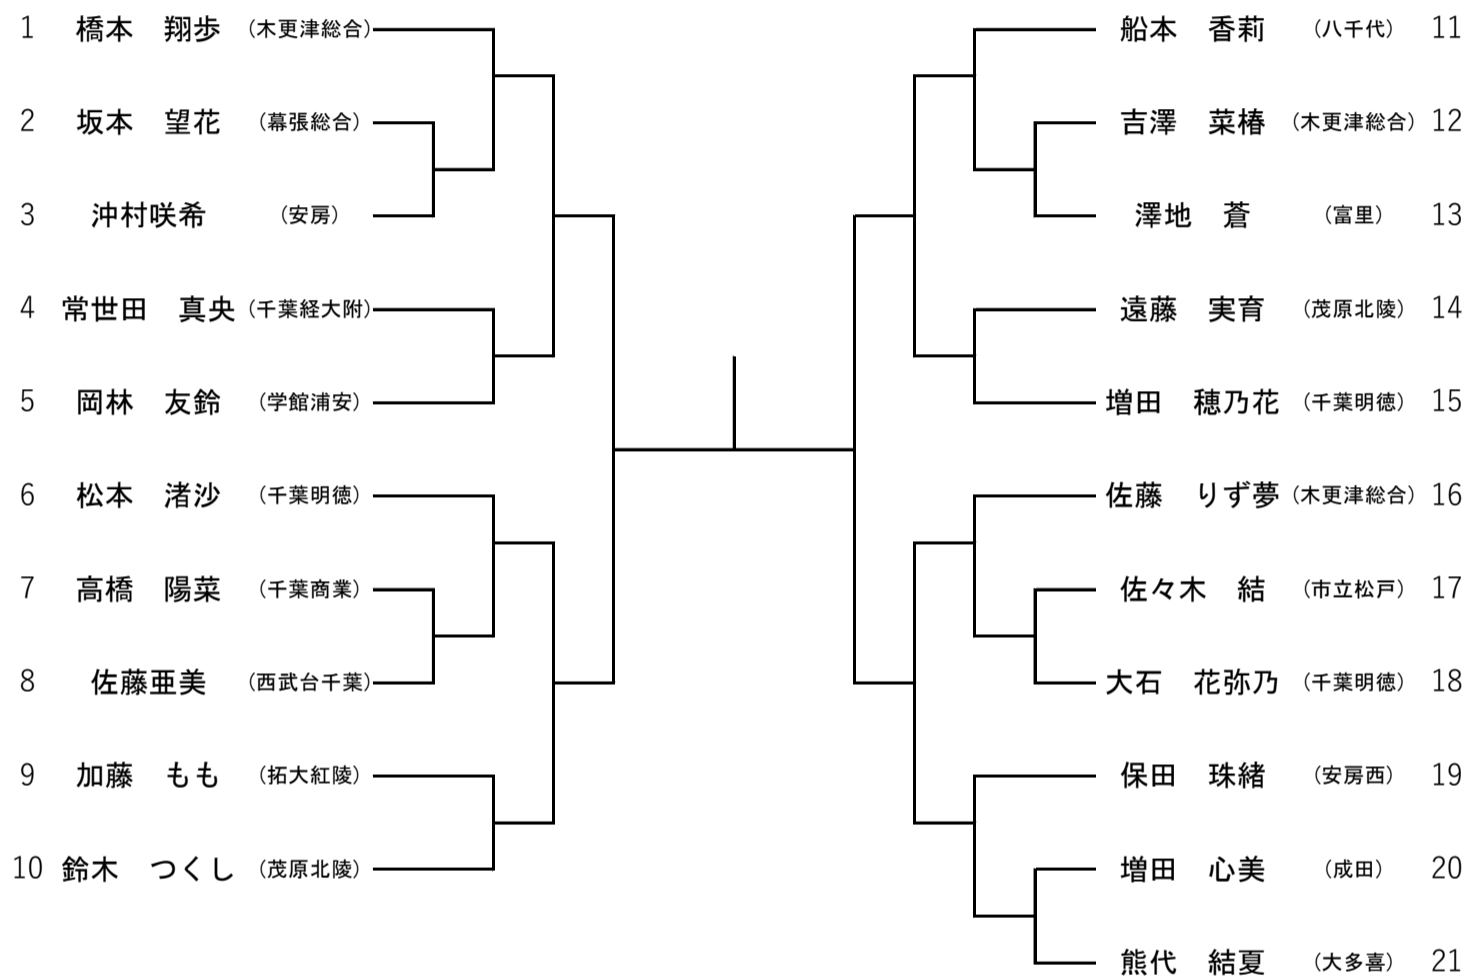 1 橋本　翔歩 （木更津総合）
2 坂本　望花 （幕張総合）
3 沖村咲希 （安房）
4 常世田　真央 （千葉経大附）
5 岡林　友鈴 （学館浦安）
6 松本　渚沙 （千葉明徳）
7 高橋　陽菜 （千葉商業）
8 佐藤亜美 （西武台千葉）
9 加藤　もも （拓大紅陵）
10 鈴木　つくし （茂原北陵）
船本　香莉 （八千代） 11
吉澤　菜椿 （木更津総合） 12
澤地　蒼 （富里） 13
遠藤　実育 （茂原北陵） 14
増田　穂乃花 （千葉明徳） 15
佐藤　りず夢 （木更津総合） 16
佐々木　結 （市立松戸） 17
大石　花弥乃 （千葉明徳） 18
保田　珠緒 （安房西） 19
増田　心美 （成田） 20
熊代　結夏 （大多喜） 21